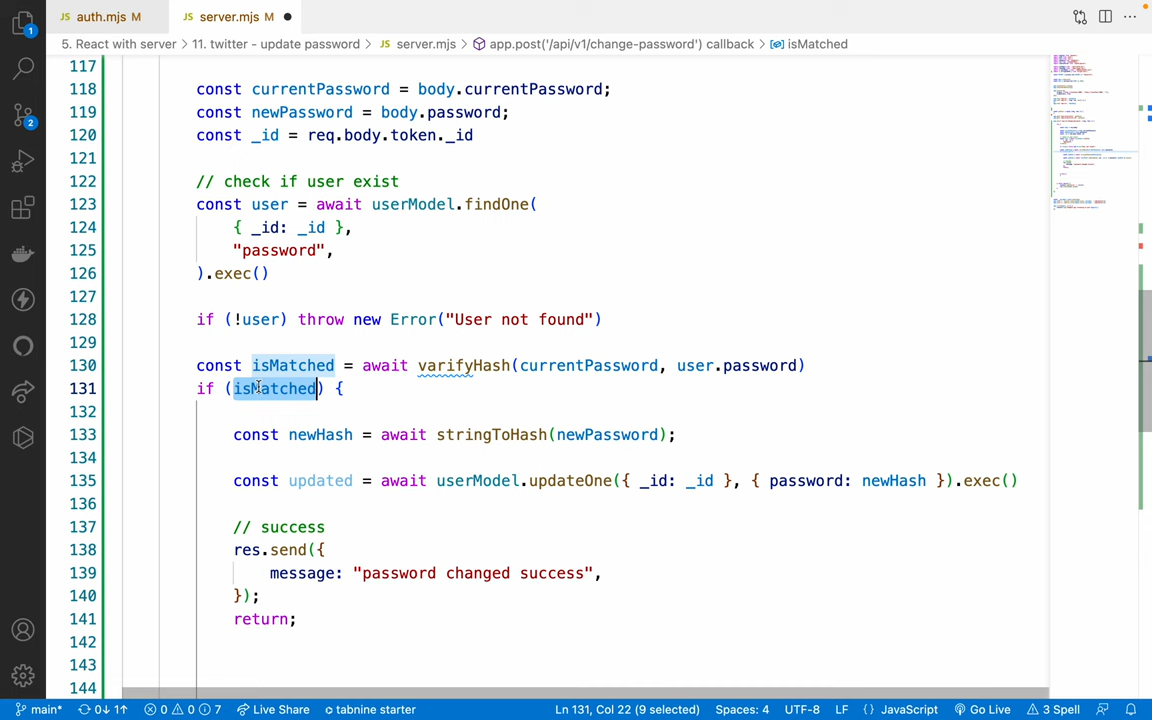 JS auth.mjs M
JS server.mjs M
5. React with server > 11. twitter - update password > JS server.mjs > app.post('/api/v1/change-password') callback > isMatched
117
118 const currentPassword = body.currentPassword;
119 const newPassword = body.password;
120 const _id = req.body.token._id
121
122 // check if user exist
123 const user = await userModel.findOne(
124 { _id: _id },
125 "password",
126 ).exec()
127
128 if (!user) throw new Error("User not found")
129
130 const isMatched = await varifyHash(currentPassword, user.password)
131 if (isMatched) {
132
133 const newHash = await stringToHash(newPassword);
134
135 const updated = await userModel.updateOne({ _id: _id }, { password: newHash }).exec()
136
137 // success
138 res.send({
139 message: "password changed success",
140 });
141 return;
142
143
144
1
2
main* 0↓ 1↑ 0 0 7 Live Share tabnine starter Ln 131, Col 22 (9 selected) Spaces: 4 UTF-8 LF {} JavaScript Go Live 3 Spell